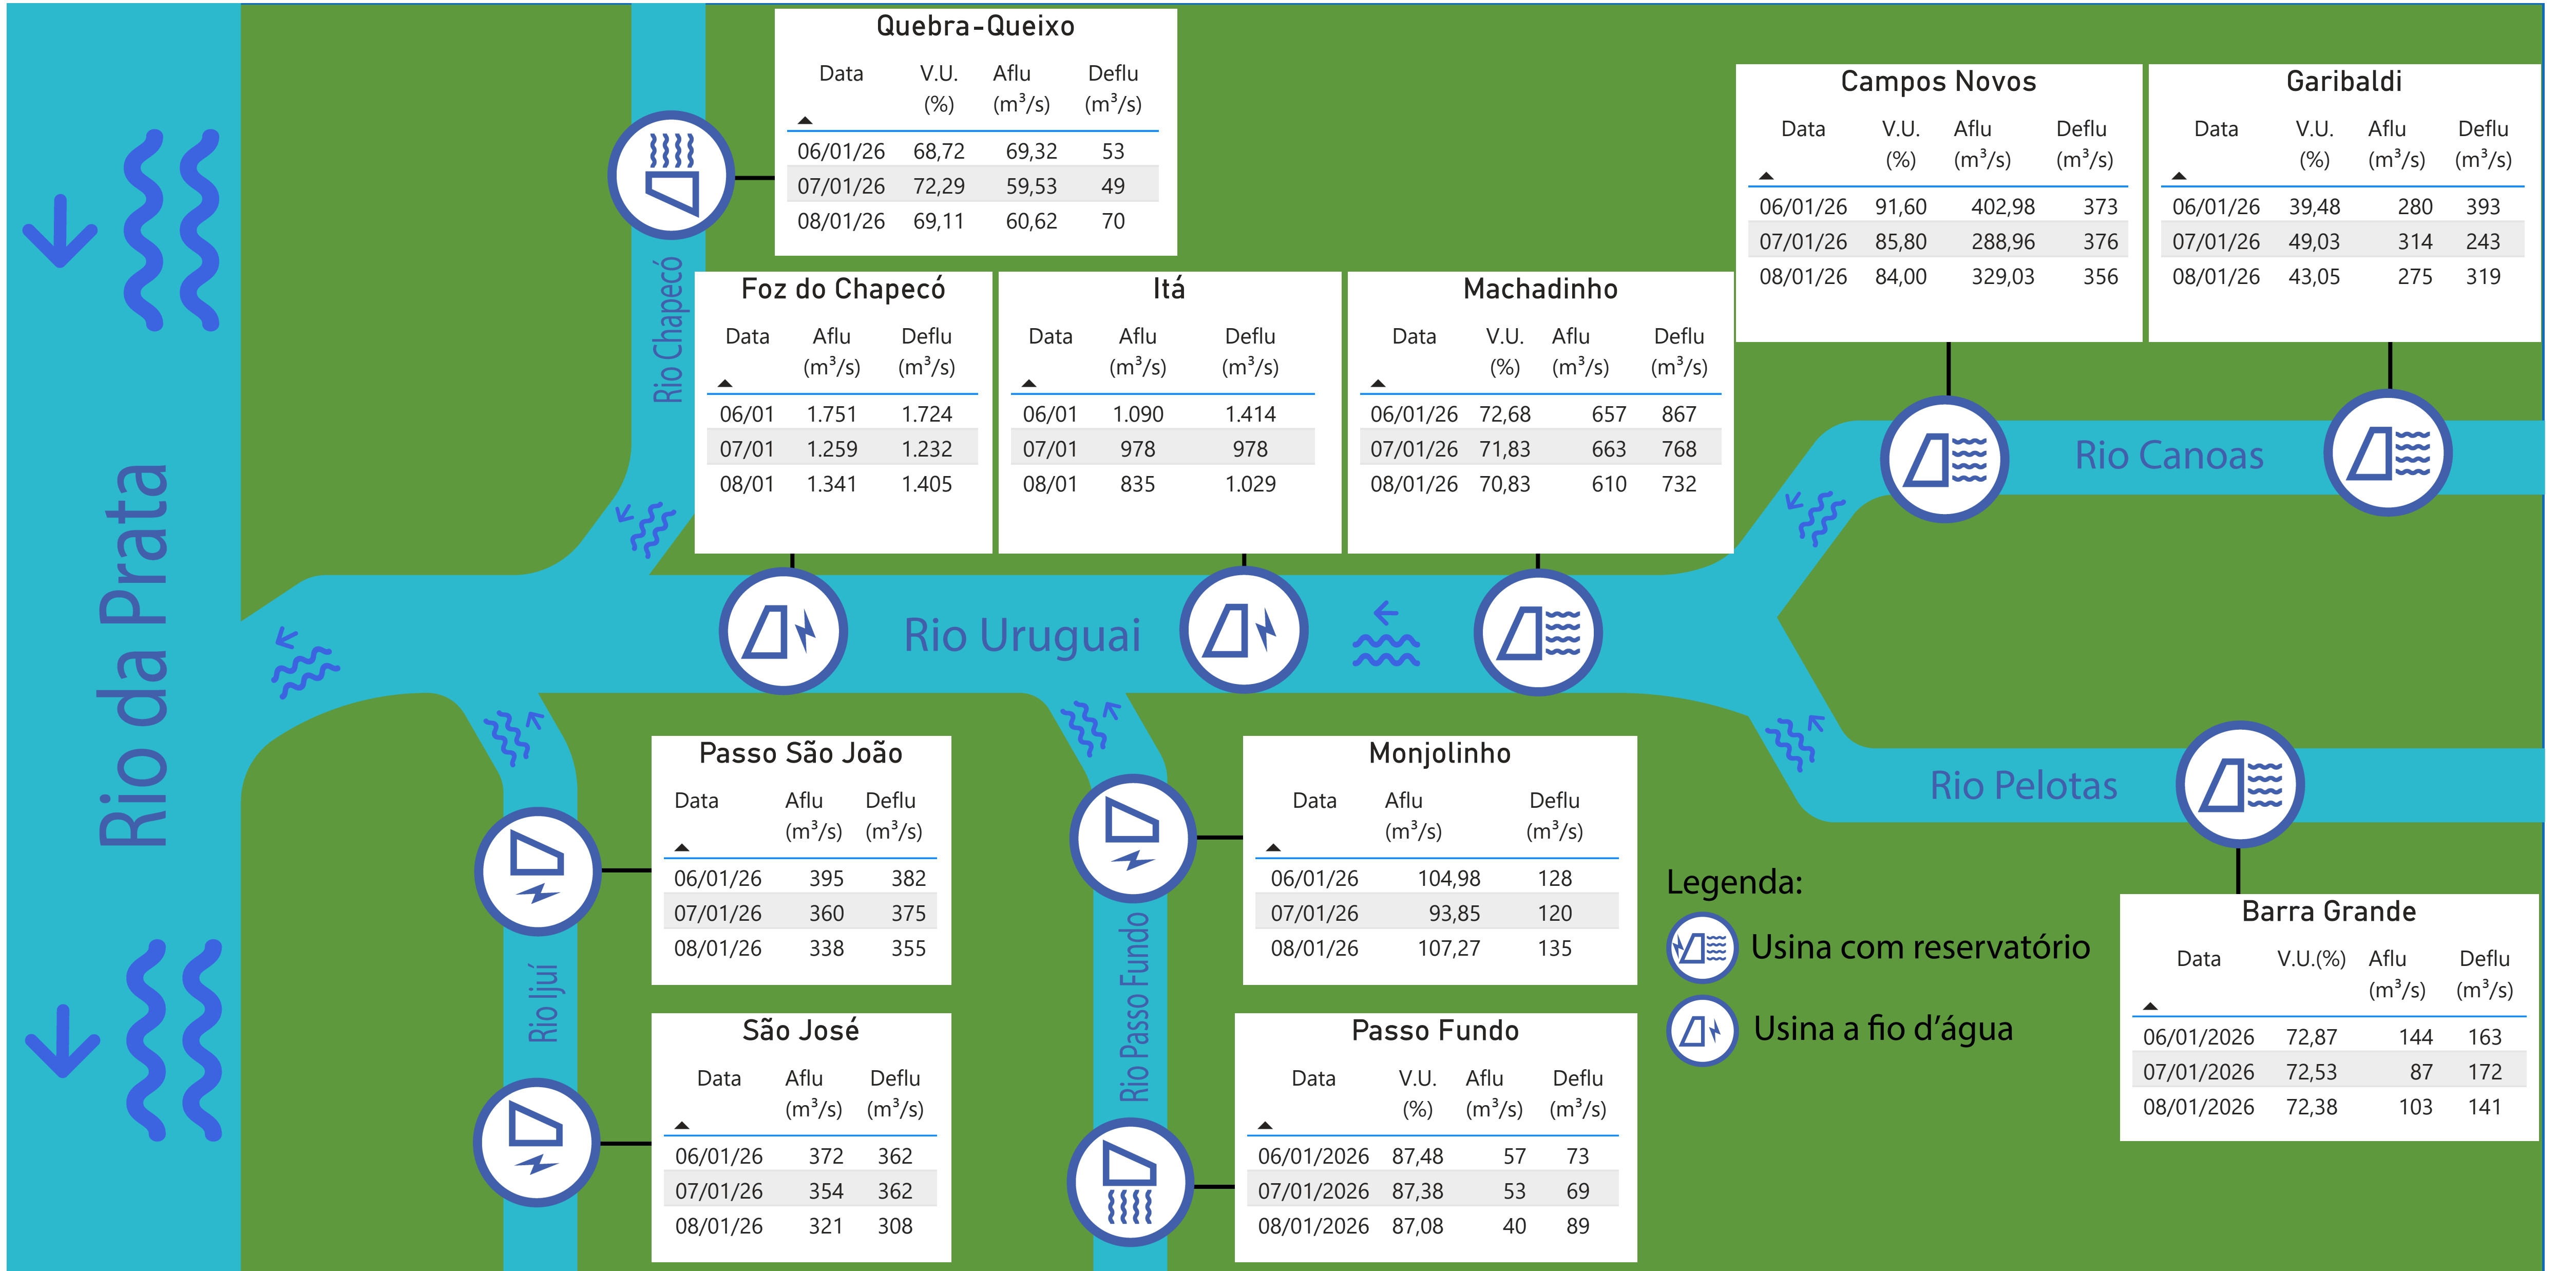 Quebra-Queixo
Data V.U. (%) Aflu (m³/s) Deflu (m³/s)
06/01/26 68,72 69,32 53
07/01/26 72,29 59,53 49
08/01/26 69,11 60,62 70
Campos Novos
Data V.U. (%) Aflu (m³/s) Deflu (m³/s)
06/01/26 91,60 402,98 373
07/01/26 85,80 288,96 376
08/01/26 84,00 329,03 356
Garibaldi
Data V.U. (%) Aflu (m³/s) Deflu (m³/s)
06/01/26 39,48 280 393
07/01/26 49,03 314 243
08/01/26 43,05 275 319
Rio Chapecó
Foz do Chapecó
Data Aflu (m³/s) Deflu (m³/s)
06/01 1.751 1.724
07/01 1.259 1.232
08/01 1.341 1.405
Itá
Data Aflu (m³/s) Deflu (m³/s)
06/01 1.090 1.414
07/01 978 978
08/01 835 1.029
Machadinho
Data V.U. (%) Aflu (m³/s) Deflu (m³/s)
06/01/26 72,68 657 867
07/01/26 71,83 663 768
08/01/26 70,83 610 732
Rio Canoas
Rio da Prata
Rio Uruguai
Rio Pelotas
Passo São João
Data Aflu (m³/s) Deflu (m³/s)
06/01/26 395 382
07/01/26 360 375
08/01/26 338 355
Monjolinho
Data Aflu (m³/s) Deflu (m³/s)
06/01/26 104,98 128
07/01/26 93,85 120
08/01/26 107,27 135
Legenda:
Usina com reservatório
Usina a fio d’água
Barra Grande
Data V.U.(%) Aflu (m³/s) Deflu (m³/s)
06/01/2026 72,87 144 163
07/01/2026 72,53 87 172
08/01/2026 72,38 103 141
Rio Ijuí
São José
Data Aflu (m³/s) Deflu (m³/s)
06/01/26 372 362
07/01/26 354 362
08/01/26 321 308
Rio Passo Fundo
Passo Fundo
Data V.U. (%) Aflu (m³/s) Deflu (m³/s)
06/01/2026 87,48 57 73
07/01/2026 87,38 53 69
08/01/2026 87,08 40 89